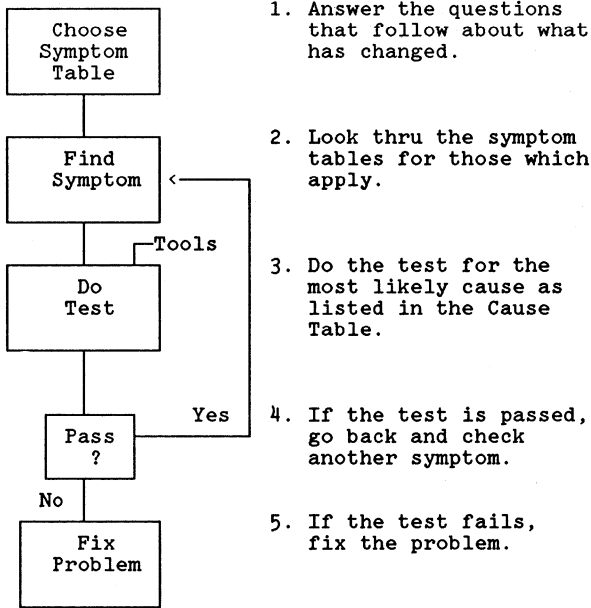 Choose
Symptom
Table
1. Answer the questions
that follow about what
has changed.
Find
Symptom
<
2. Look thru the symptom
tables for those which
apply.
Tools
Do
Test
3. Do the test for the
most likely cause as
listed in the Cause
Table.
Pass
?
Yes
4. If the test is passed,
go back and check
another symptom.
No
Fix
Problem
5. If the test fails,
fix the problem.